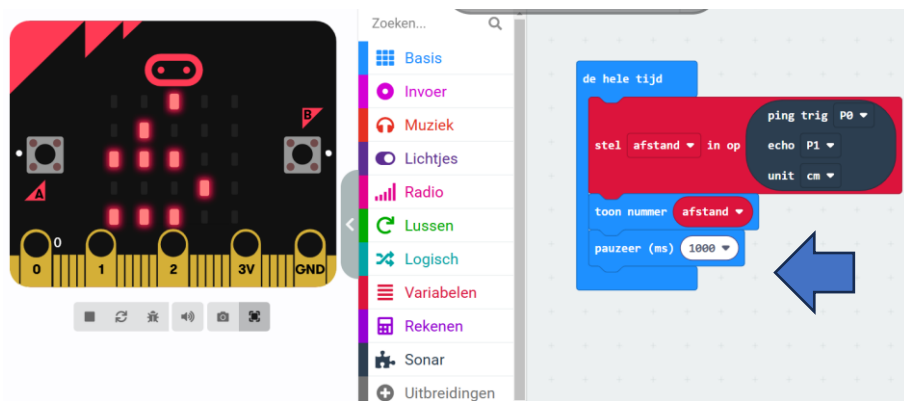 Zoeken...
B
A
0
0
1
2
3V
GND
Basis
Invoer
Muziek
Lichtjes
Radio
Lussen
Logisch
Variabelen
Rekenen
Sonar
Uitbreidingen
de hele tijd
stel afstand in op
ping trig P0
echo P1
unit cm
toon nummer afstand
pauzeer (ms) 1000